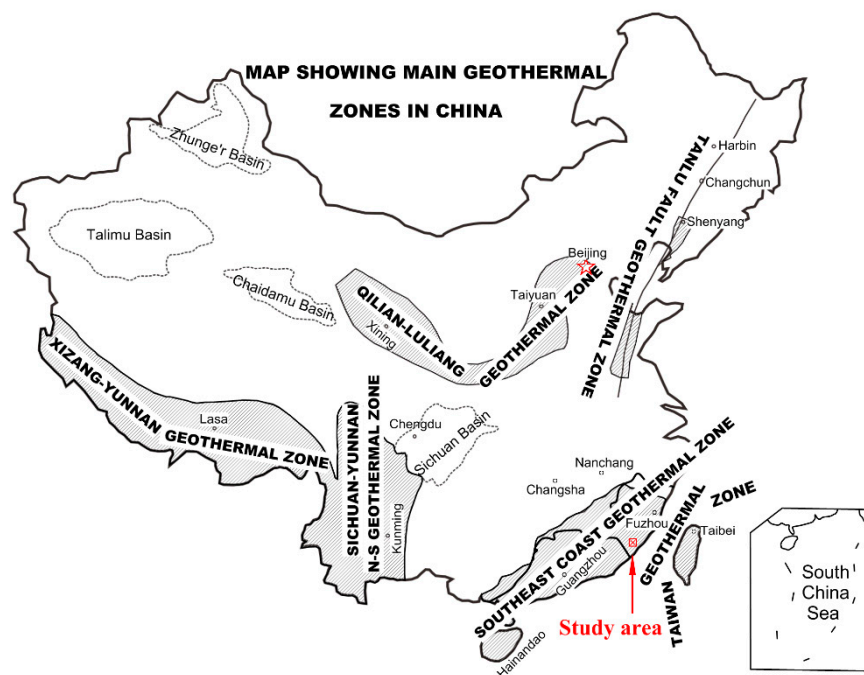 MAP SHOWING MAIN GEOTHERMAL
ZONES IN CHINA
Zhunge'r Basin
Talimu Basin
Chaidamu Basin
Harbin
Changchun
Shenyang
TANLU FAULT GEOTHERMAL ZONE
Beijing
Taiyuan
QILIAN-LULIANG
GEOTHERMAL ZONE
Xining
XIZANG-YUNNAN GEOTHERMAL ZONE
Lasa
SICHUAN-YUNNAN
N-S GEOTHERMAL ZONE
Chengdu
Sichuan Basin
Kunming
Nanchang
Changsha
SOUTHEAST COAST GEOTHERMAL ZONE
Fuzhou
Guangzhou
TAIWAN GEOTHERMAL ZONE
Taibei
Study area
Hainandao
South
China
Sea